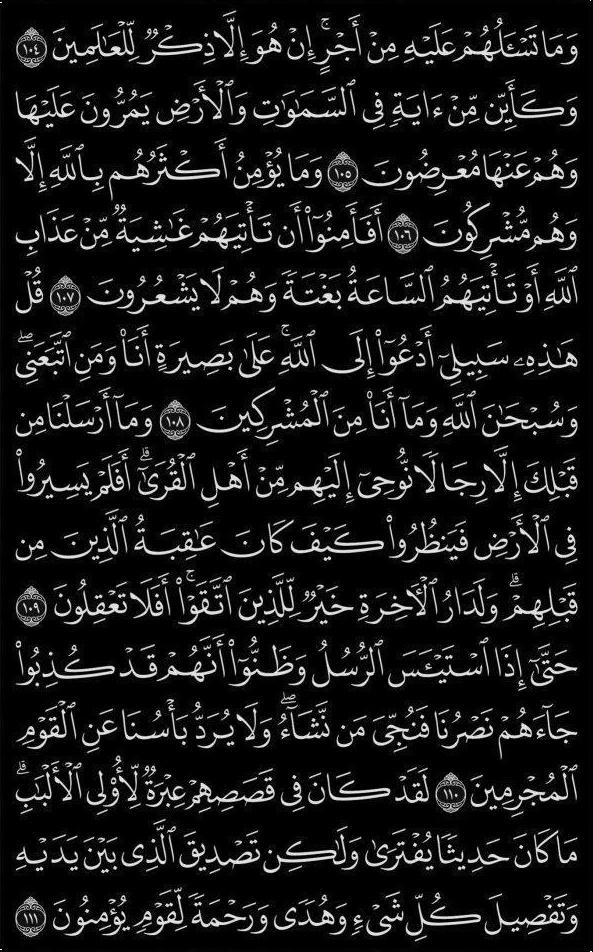 وَمَا تَسْـَٔلُهُمْ عَلَيْهِ مِنْ أَجْرٍۚ إِنْ هُوَ إِلَّا ذِكْرٌ لِّلْعَٰلَمِينَ ١٠٤
وَكَأَيِّن مِّنْ ءَايَةٍ فِى ٱلسَّمَٰوَٰتِ وَٱلْأَرْضِ يَمُرُّونَ عَلَيْهَا
وَهُمْ عَنْهَا مُعْرِضُونَ ١٠٥ وَمَا يُؤْمِنُ أَكْثَرُهُم بِٱللَّهِ إِلَّا
وَهُم مُّشْرِكُونَ ١٠٦ أَفَأَمِنُوٓا۟ أَن تَأْتِيَهُمْ غَٰشِيَةٌ مِّنْ عَذَابِ
ٱللَّهِ أَوْ تَأْتِيَهُمُ ٱلسَّاعَةُ بَغْتَةً وَهُمْ لَا يَشْعُرُونَ ١٠٧ قُلْ
هَٰذِهِۦ سَبِيلِىٓ أَدْعُوٓا۟ إِلَى ٱللَّهِۚ عَلَىٰ بَصِيرَةٍ أَنَا۠ وَمَنِ ٱتَّبَعَنِىۖ
وَسُبْحَٰنَ ٱللَّهِ وَمَآ أَنَا۠ مِنَ ٱلْمُشْرِكِينَ ١٠٨ وَمَآ أَرْسَلْنَا مِن
قَبْلِكَ إِلَّا رِجَالًا نُّوحِىٓ إِلَيْهِم مِّنْ أَهْلِ ٱلْقُرَىٰٓۗ أَفَلَمْ يَسِيرُوا۟
فِى ٱلْأَرْضِ فَيَنظُرُوا۟ كَيْفَ كَانَ عَٰقِبَةُ ٱلَّذِينَ مِن
قَبْلِهِمْۗ وَلَدَارُ ٱلْـَٔاخِرَةِ خَيْرٌ لِّلَّذِينَ ٱتَّقَوْا۟ۚ أَفَلَا تَعْقِلُونَ ١٠٩
حَتَّىٰٓ إِذَا ٱسْتَيْـَٔسَ ٱلرُّسُلُ وَظَنُّوٓا۟ أَنَّهُمْ قَدْ كُذِبُوا۟
جَآءَهُمْ نَصْرُنَا فَنُجِّىَ مَن نَّشَآءُۖ وَلَا يُرَدُّ بَأْسُنَا عَنِ ٱلْقَوْمِ
ٱلْمُجْرِمِينَ ١١٠ لَقَدْ كَانَ فِى قَصَصِهِمْ عِبْرَةٌ لِّأُو۟لِى ٱلْأَلْبَٰبِۗ
مَا كَانَ حَدِيثًا يُفْتَرَىٰ وَلَٰكِن تَصْدِيقَ ٱلَّذِى بَيْنَ يَدَيْهِ
وَتَفْصِيلَ كُلِّ شَىْءٍ وَهُدًى وَرَحْمَةً لِّقَوْمٍ يُؤْمِنُونَ ١١١